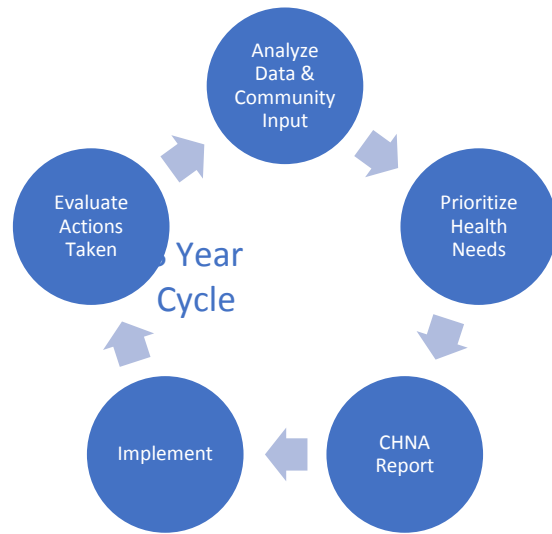 Analyze
Data &
Community
Input
Prioritize
Health
Needs
CHNA
Report
Implement
Evaluate
Actions
Taken
Year
Cycle